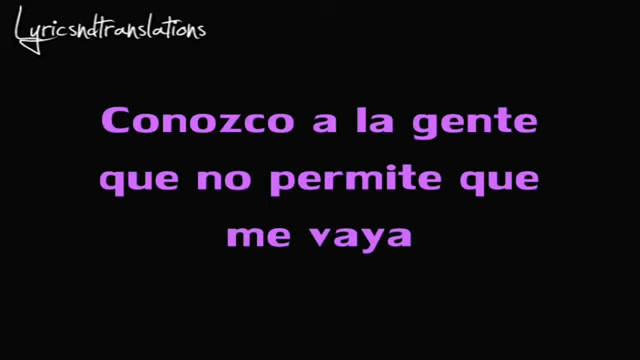 Lyricsndtranslations
Conozco a la gente
que no permite que
me vaya